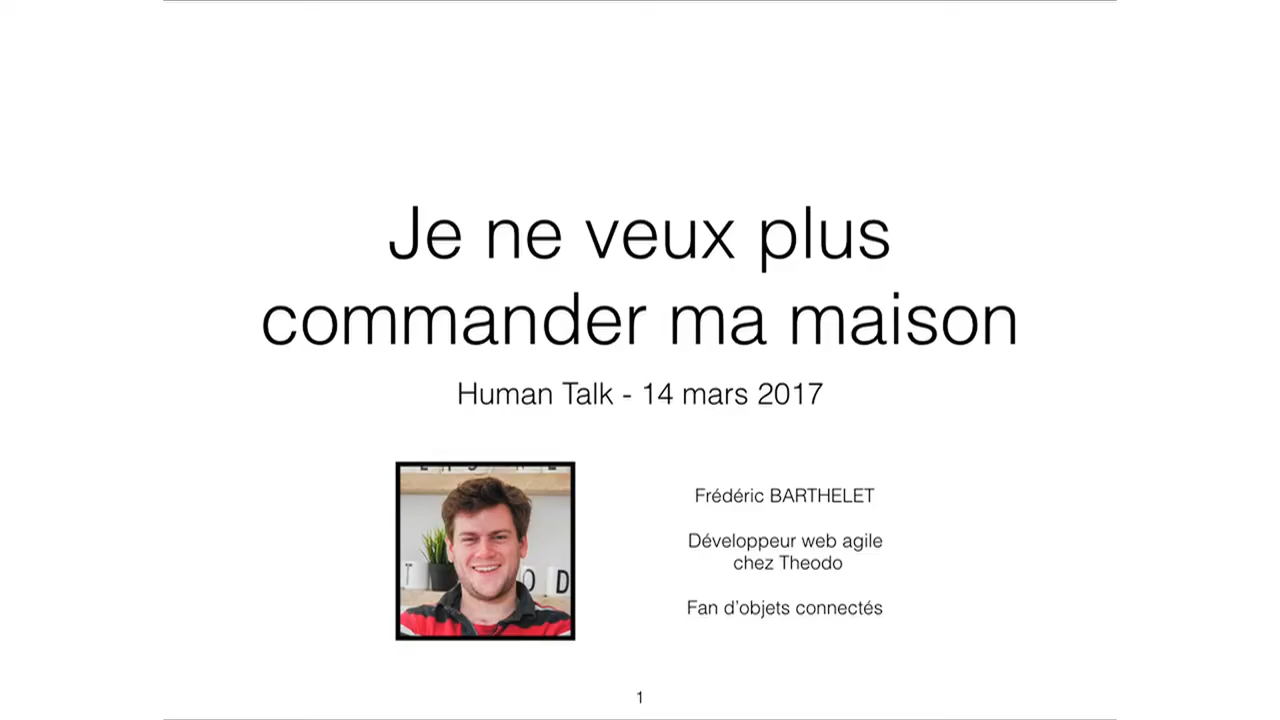 Je ne veux plus
commander ma maison
Human Talk - 14 mars 2017
Frédéric BARTHELET
Développeur web agile
chez Theodo
Fan d'objets connectés
T
O D
1